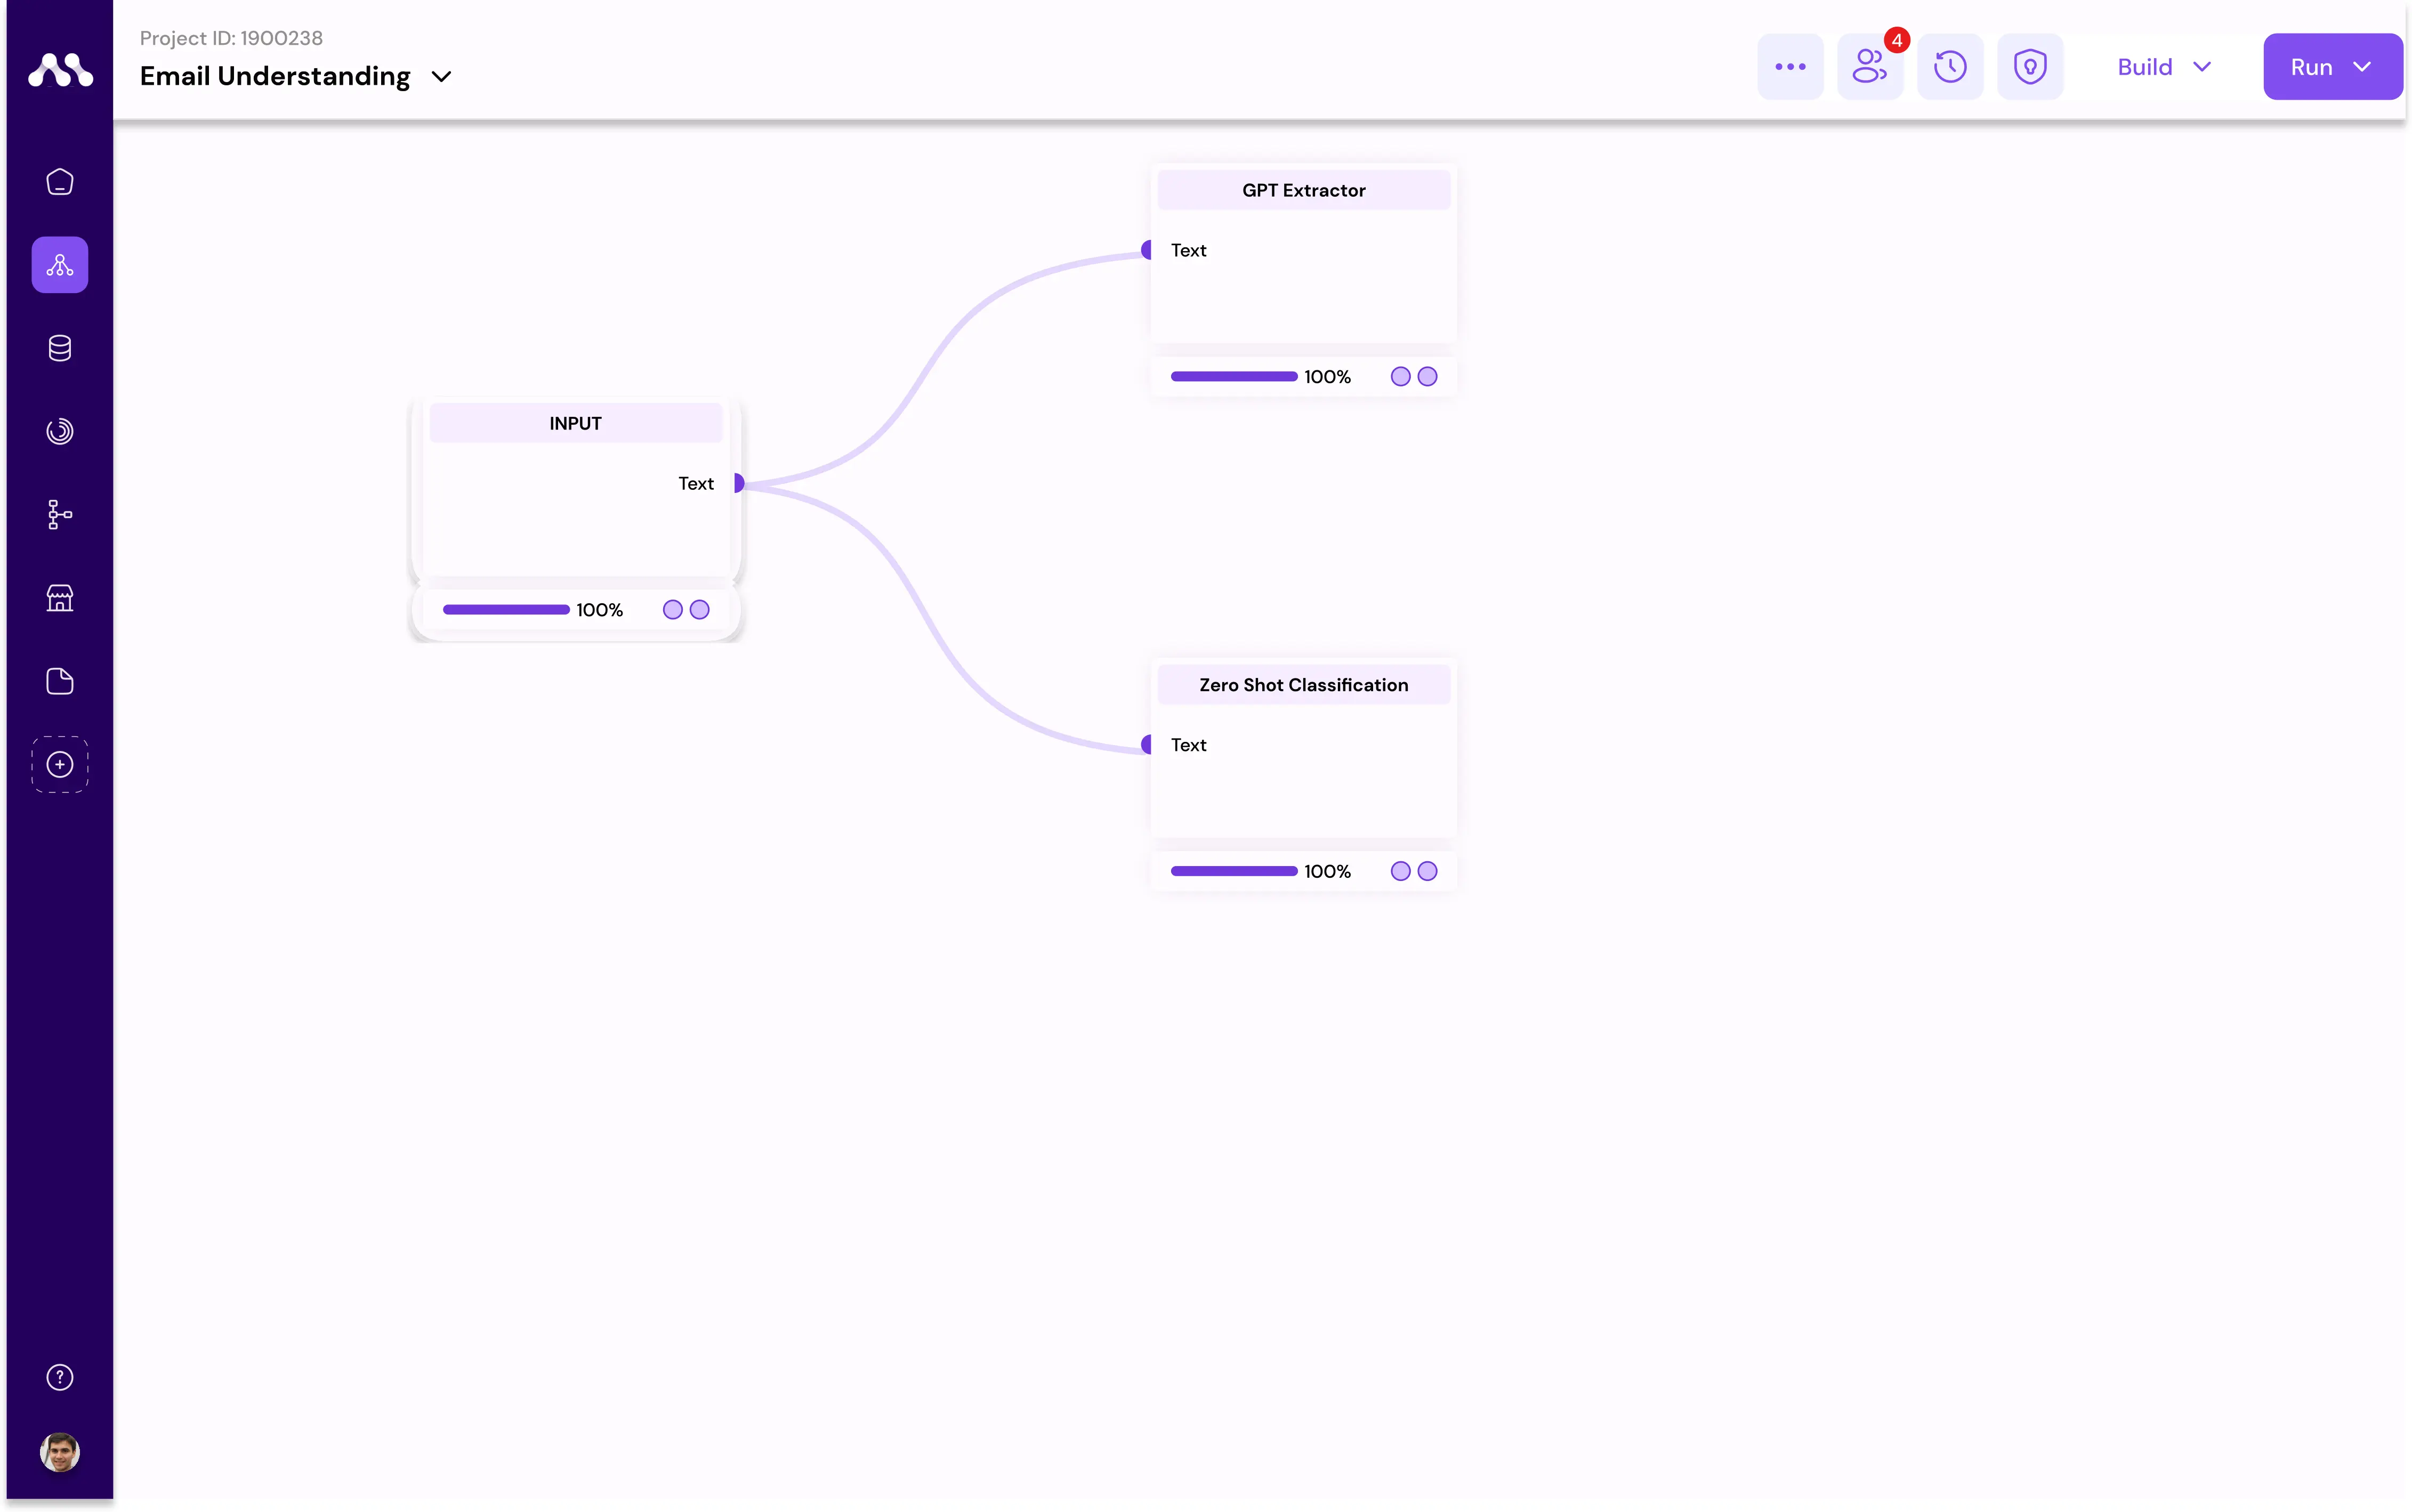 Project ID: 1900238
Email Understanding
4
Build
Run
GPT Extractor
Text
100%
INPUT
Text
100%
Zero Shot Classification
Text
100%
?